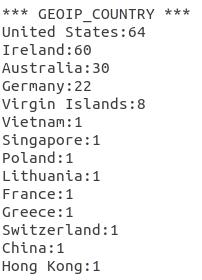 *** GEOIP_COUNTRY ***
United States:64
Ireland:60
Australia:30
Germany:22
Virgin Islands:8
Vietnam:1
Singapore:1
Poland:1
Lithuania:1
France:1
Greece:1
Switzerland:1
China:1
Hong Kong:1